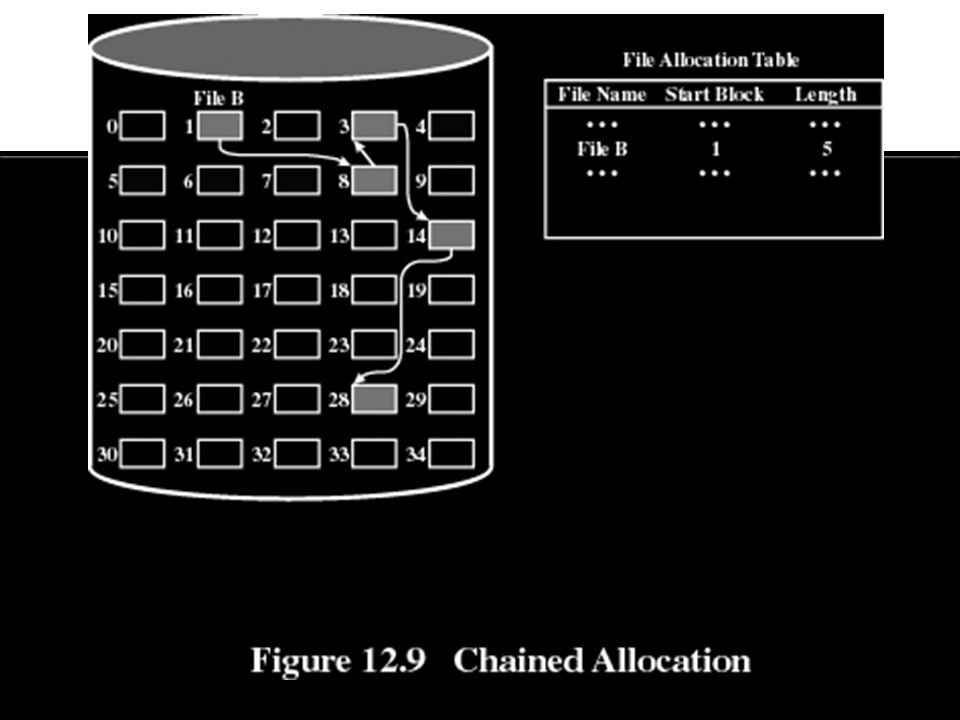 File Allocation Table
File Name Start Block Length
••• ••• •••
File B 1 5
••• ••• •••
File B
0 1 2 3 4
5 6 7 8 9
10 11 12 13 14
15 16 17 18 19
20 21 22 23 24
25 26 27 28 29
30 31 32 33 34
Figure 12.9 Chained Allocation